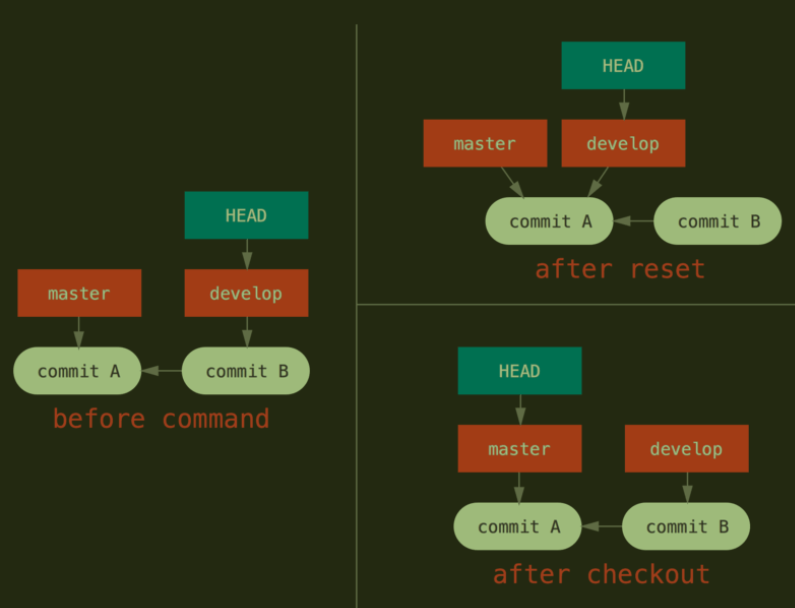 HEAD
master develop
commit A commit B
before command
HEAD
master develop
commit A commit B
after reset
HEAD
master develop
commit A commit B
after checkout